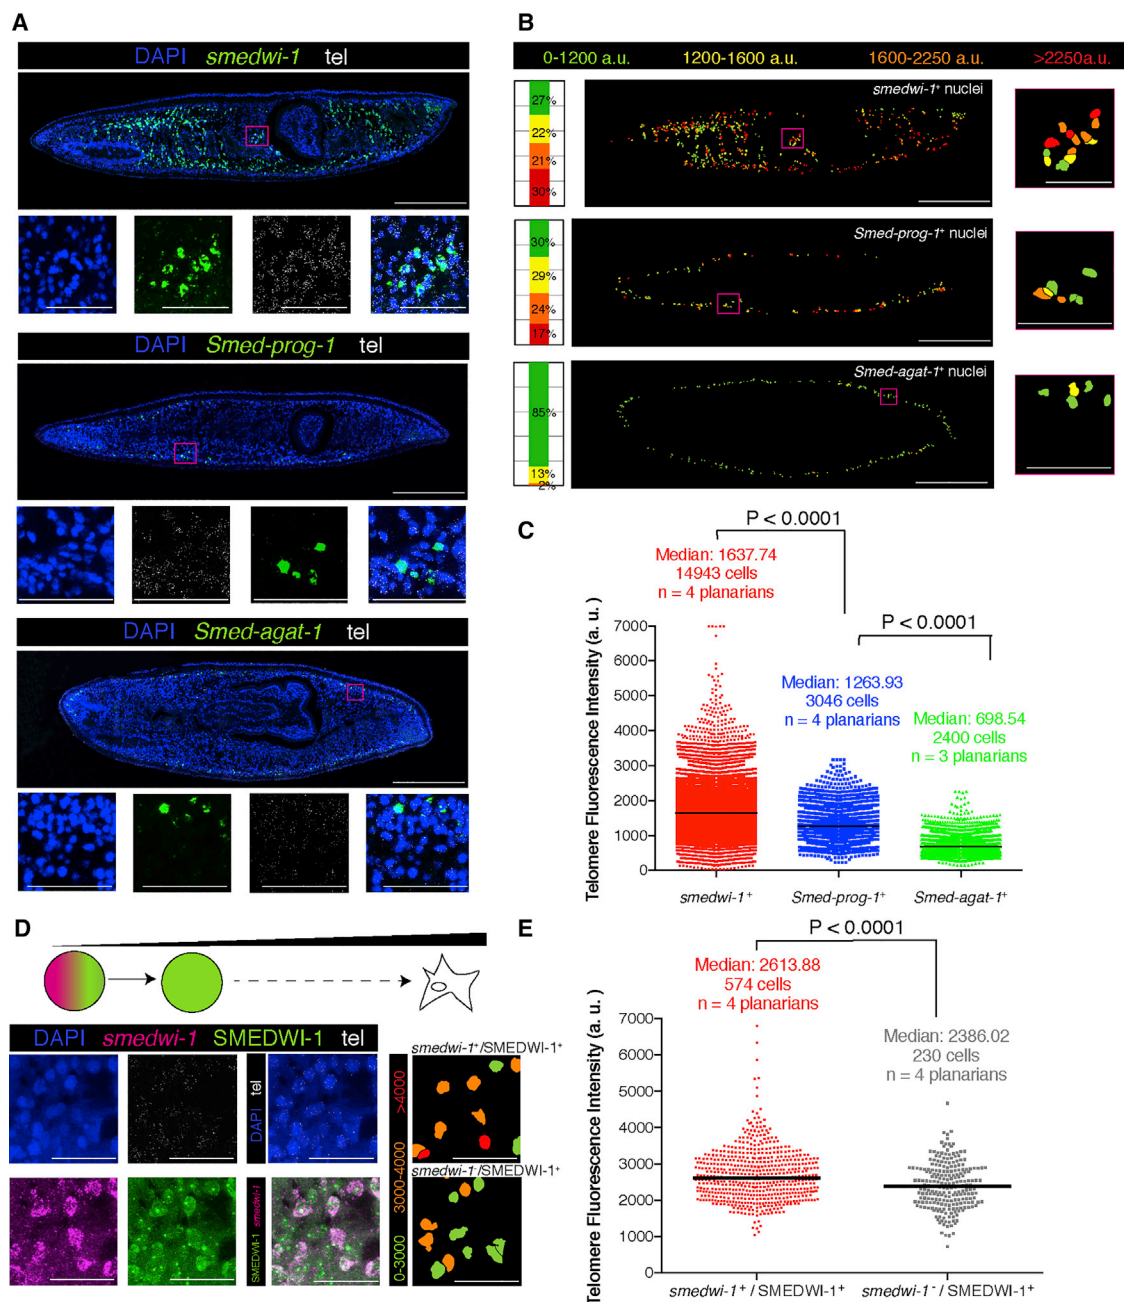 A
DAPI smedwi-1 tel
DAPI Smed-prog-1 tel
DAPI Smed-agat-1 tel
B
0-1200 a.u. 1200-1600 a.u. 1600-2250 a.u. >2250a.u.
smedwi-1+ nuclei
27%
22%
21%
30%
Smed-prog-1+ nuclei
30%
29%
24%
17%
Smed-agat-1+ nuclei
85%
13%
2%
C
P < 0.0001
Median: 1637.74
14943 cells
n = 4 planarians
P < 0.0001
Median: 1263.93
3046 cells
n = 4 planarians
Median: 698.54
2400 cells
n = 3 planarians
Telomere Fluorescence Intensity (a. u.)
7000
6000
5000
4000
3000
2000
1000
0
smedwi-1+ Smed-prog-1+ Smed-agat-1+
D
DAPI smedwi-1 SMEDWI-1 tel
DAPI tel
SMEDWI-1 smedwi-1
0-3000 3000-4000 >4000
smedwi-1+/SMEDWI-1+
smedwi-1-/SMEDWI-1+
E
P < 0.0001
Median: 2613.88
574 cells
n = 4 planarians
Median: 2386.02
230 cells
n = 4 planarians
Telomere Fluorescence Intensity (a. u. )
7000
6000
5000
4000
3000
2000
1000
0
smedwi-1+ / SMEDWI-1+ smedwi-1- / SMEDWI-1+